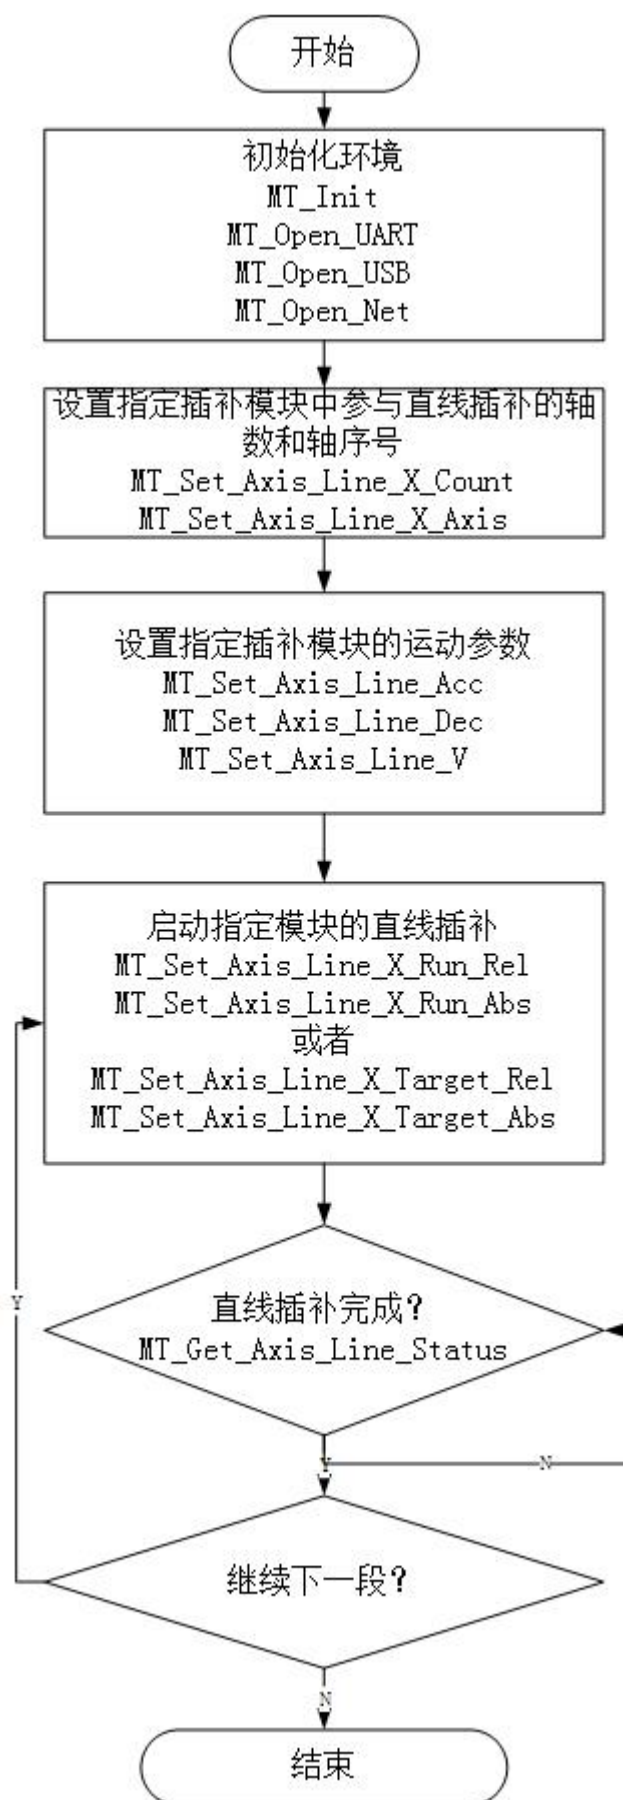 开始
初始化环境
MT_Init
MT_Open_UART
MT_Open_USB
MT_Open_Net
设置指定插补模块中参与直线插补的轴
数和轴序号
MT_Set_Axis_Line_X_Count
MT_Set_Axis_Line_X_Axis
设置指定插补模块的运动参数
MT_Set_Axis_Line_Acc
MT_Set_Axis_Line_Dec
MT_Set_Axis_Line_V
启动指定模块的直线插补
MT_Set_Axis_Line_X_Run_Rel
MT_Set_Axis_Line_X_Run_Abs
或者
MT_Set_Axis_Line_X_Target_Rel
MT_Set_Axis_Line_X_Target_Abs
Y
直线插补完成?
MT_Get_Axis_Line_Status
Y
N
继续下一段?
N
结束